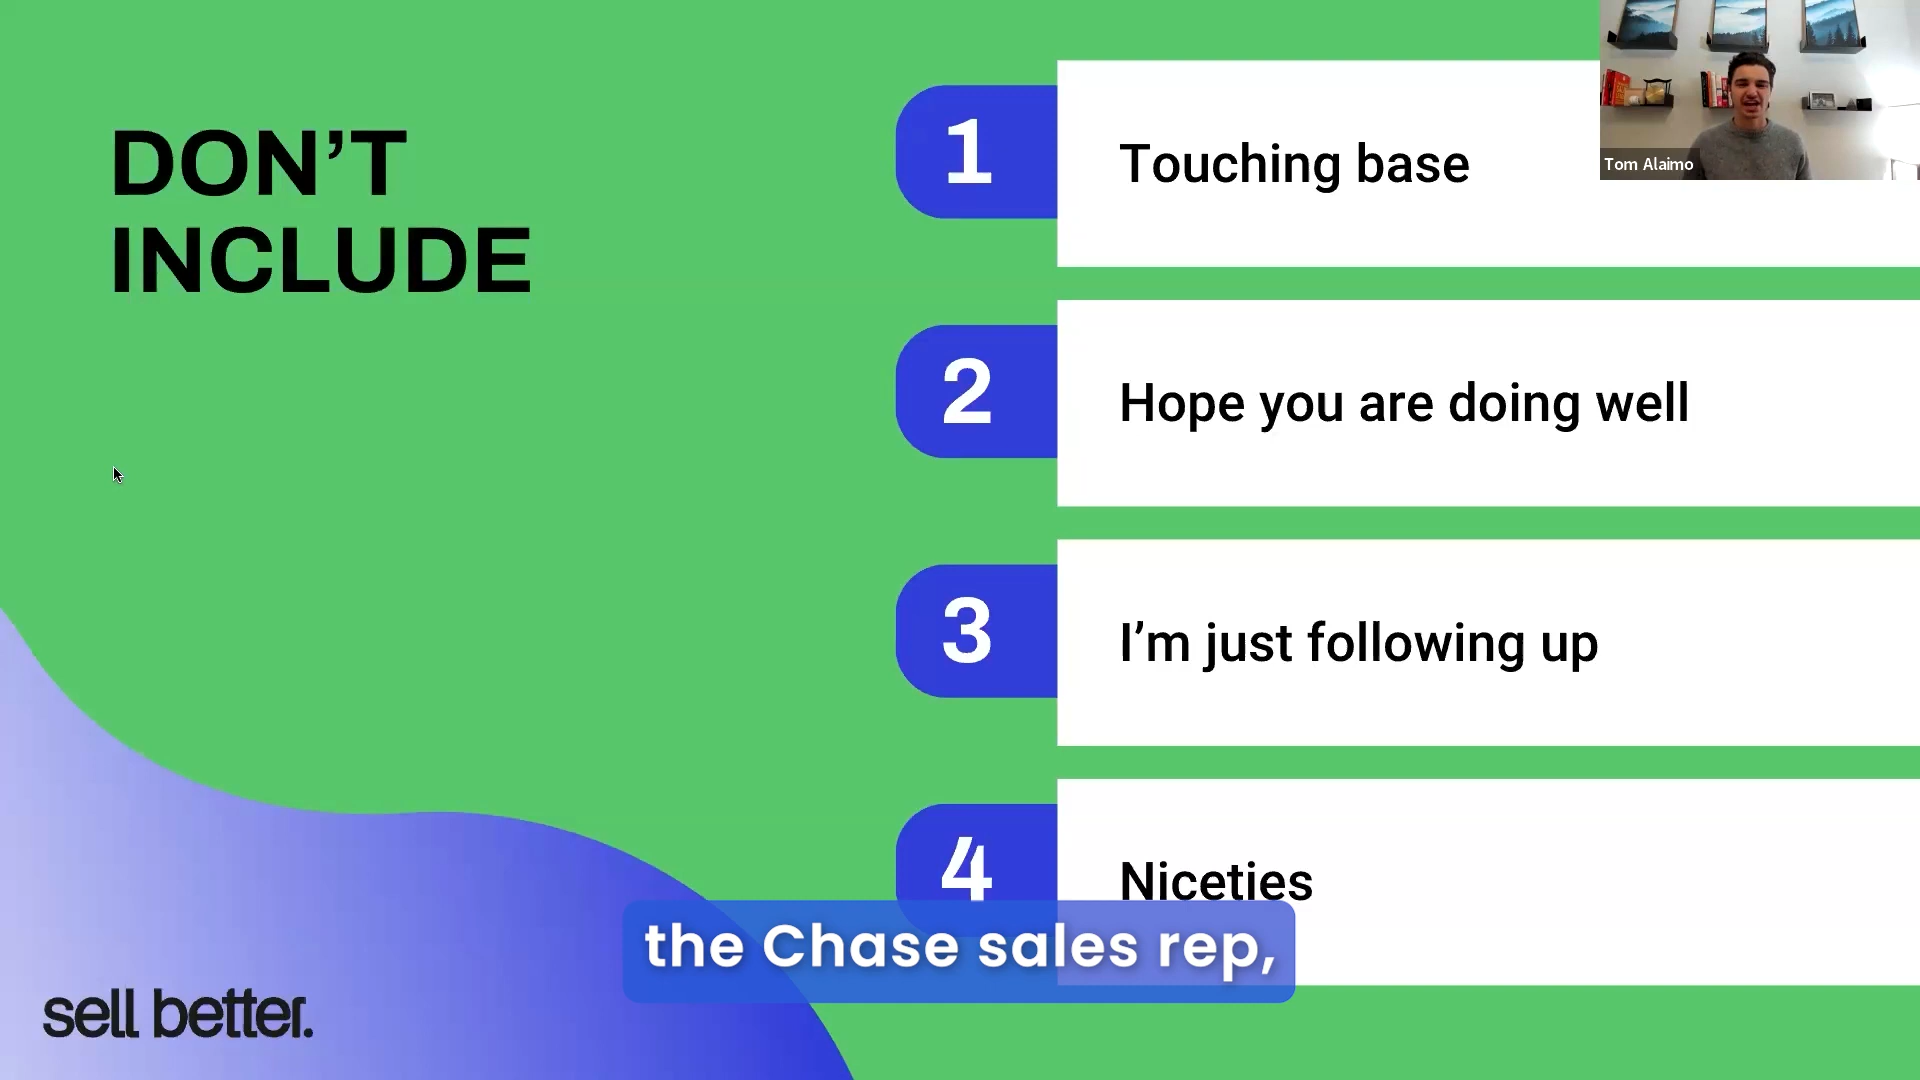 DON’T
INCLUDE
1
Touching base
2
Hope you are doing well
3
I’m just following up
4
Niceties
Tom Alaimo
the Chase sales rep,
sell better.